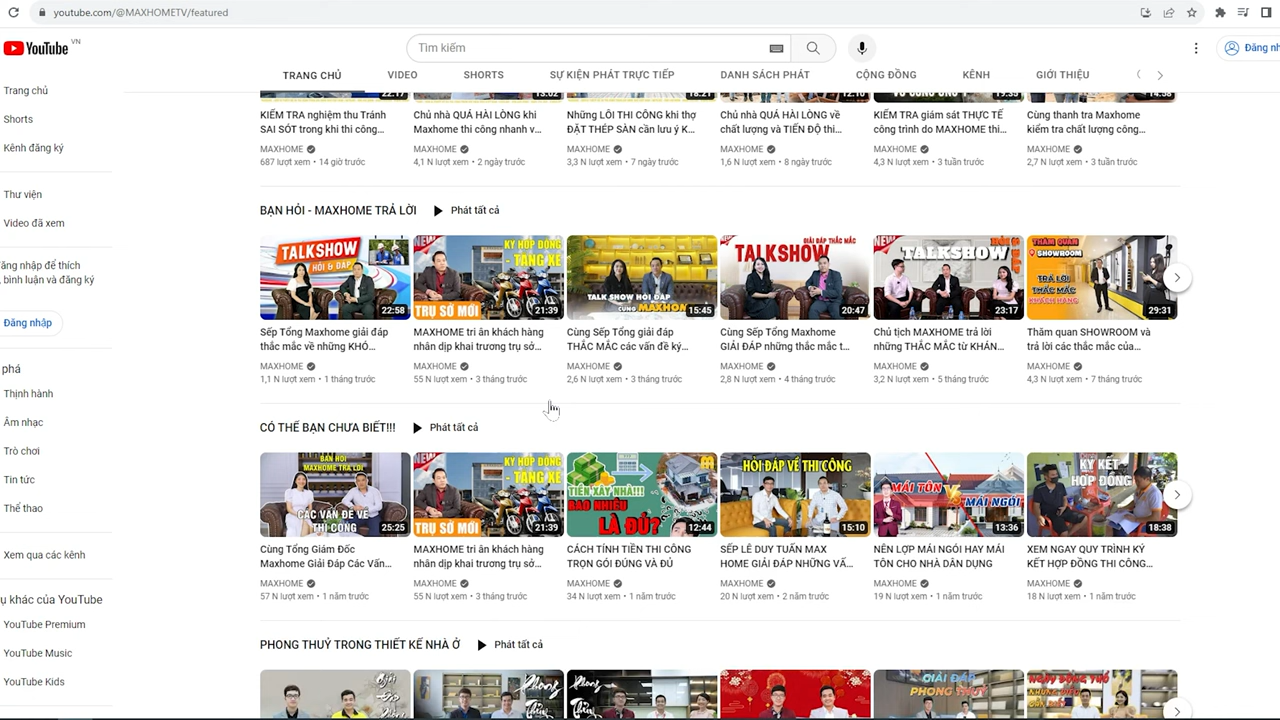 youtube.com/@MAXHOMETV/featured
YouTube VN
Tìm kiếm
Đăng nh
TRANG CHỦ VIDEO SHORTS SỰ KIỆN PHÁT TRỰC TIẾP DANH SÁCH PHÁT CỘNG ĐỒNG KÊNH GIỚI THIỆU
Trang chủ
Shorts
Kênh đăng ký
Thư viện
Video đã xem
ăng nhập để thích
, bình luận và đăng ký
Đăng nhập
phá
Thịnh hành
Âm nhạc
Trò chơi
Tin tức
Thể thao
Xem qua các kênh
ụ khác của YouTube
YouTube Premium
YouTube Music
YouTube Kids
22:17
KIỂM TRA nghiệm thu Tránh
SAI SÓT trong khi thi công…
MAXHOME
687 lượt xem • 14 giờ trước
13:02
Chủ nhà QUÁ HÀI LÒNG khi
Maxhome thi công nhanh v…
MAXHOME
4,1 N lượt xem • 2 ngày trước
18:21
Những LỖI THI CÔNG khi thợ
ĐẶT THÉP SÀN cần lưu ý K…
MAXHOME
3,3 N lượt xem • 7 ngày trước
12:10
Chủ nhà QUÁ HÀI LÒNG về
chất lượng và TIẾN ĐỘ thi…
MAXHOME
1,6 N lượt xem • 8 ngày trước
19:35
KIỂM TRA giám sát THỰC TẾ
công trình do MAXHOME thi…
MAXHOME
4,3 N lượt xem • 3 tuần trước
14:58
Cùng thanh tra Maxhome
kiểm tra chất lượng công…
MAXHOME
2,7 N lượt xem • 3 tuần trước
BẠN HỎI - MAXHOME TRẢ LỜI Phát tất cả
TALKSHOW
HỎI & ĐÁP
22:58
Sếp Tổng Maxhome giải đáp
thắc mắc về những KHÓ…
MAXHOME
1,1 N lượt xem • 1 tháng trước
NEW
KÝ HỢP ĐỒNG
- TẶNG KÈ
TRỤ SỞ MỚI
21:39
MAXHOME tri ân khách hàng
nhân dịp khai trương trụ sở…
MAXHOME
55 N lượt xem • 3 tháng trước
TALK SHOW HỎI ĐÁP
CÙNG MAXHOM
15:45
Cùng Sếp Tổng giải đáp
THẮC MẮC các vấn đề ký…
MAXHOME
2,6 N lượt xem • 3 tháng trước
NEW
GIẢI ĐÁP THẮC MẮC
TALKSHOW
20:47
Cùng Sếp Tổng Maxhome
GIẢI ĐÁP những thắc mắc t…
MAXHOME
2,8 N lượt xem • 4 tháng trước
NEW
TALKSHOW
23:17
Chủ tịch MAXHOME trả lời
những THẮC MẮC từ KHÁN…
MAXHOME
3,2 N lượt xem • 5 tháng trước
THAM QUAN
SHOWROOM
TRẢ LỜI
THẮC MẮC
KHÁCH HÀNG
29:31
Thăm quan SHOWROOM và
trả lời các thắc mắc của…
MAXHOME
4,3 N lượt xem • 7 tháng trước
CÓ THỂ BẠN CHƯA BIẾT!!! Phát tất cả
BẠN HỎI
MAXHOME TRẢ LỜI
CÁC VẤN ĐỀ VỀ
THI CÔNG
25:25
Cùng Tổng Giám Đốc
Maxhome Giải Đáp Các Vấn…
MAXHOME
57 N lượt xem • 1 năm trước
NEW
KÝ HỢP ĐỒNG
- TẶNG KÈ
TRỤ SỞ MỚI
21:39
MAXHOME tri ân khách hàng
nhân dịp khai trương trụ sở…
MAXHOME
55 N lượt xem • 3 tháng trước
TIỀN XÂY NHÀ!!!
BAO NHIÊU
LÀ ĐỦ?
12:44
CÁCH TÍNH TIỀN THI CÔNG
TRỌN GÓI ĐÚNG VÀ ĐỦ
MAXHOME
34 N lượt xem • 1 năm trước
HỎI ĐÁP VỀ THI CÔNG
15:10
SẾP LÊ DUY TUẤN MAX
HOME GIẢI ĐÁP NHỮNG VẤ…
MAXHOME
20 N lượt xem • 2 năm trước
MÁI TÔN
VS
MÁI NGÓI
13:36
NÊN LỢP MÁI NGÓI HAY MÁI
TÔN CHO NHÀ DÂN DỤNG
MAXHOME
19 N lượt xem • 1 năm trước
KÝ KẾT
HỢP ĐỒNG
18:38
XEM NGAY QUY TRÌNH KÝ
KẾT HỢP ĐỒNG THI CÔNG…
MAXHOME
18 N lượt xem • 1 năm trước
PHONG THUỶ TRONG THIẾT KẾ NHÀ Ở Phát tất cả
GIẢI ĐÁP
PHONG THUỶ